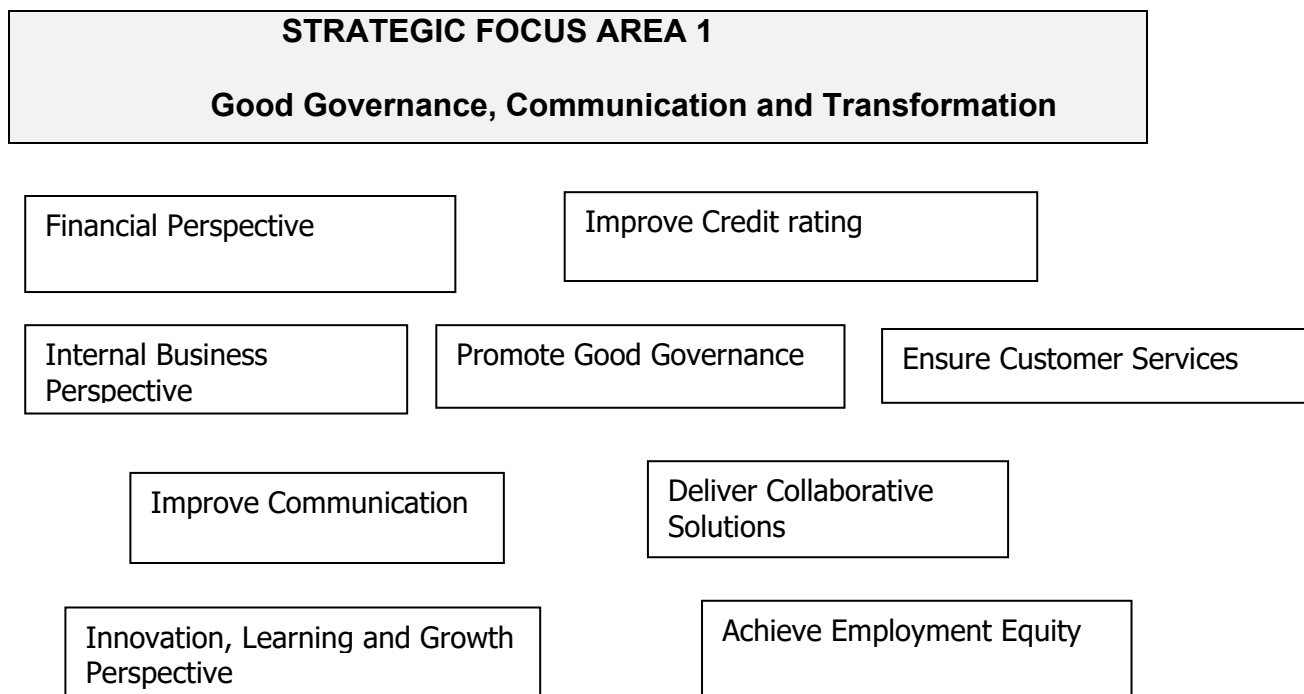 STRATEGIC FOCUS AREA 1
Good Governance, Communication and Transformation
Financial Perspective
Improve Credit rating
Internal Business
Perspective
Promote Good Governance
Ensure Customer Services
Improve Communication
Deliver Collaborative
Solutions
Innovation, Learning and Growth
Perspective
Achieve Employment Equity